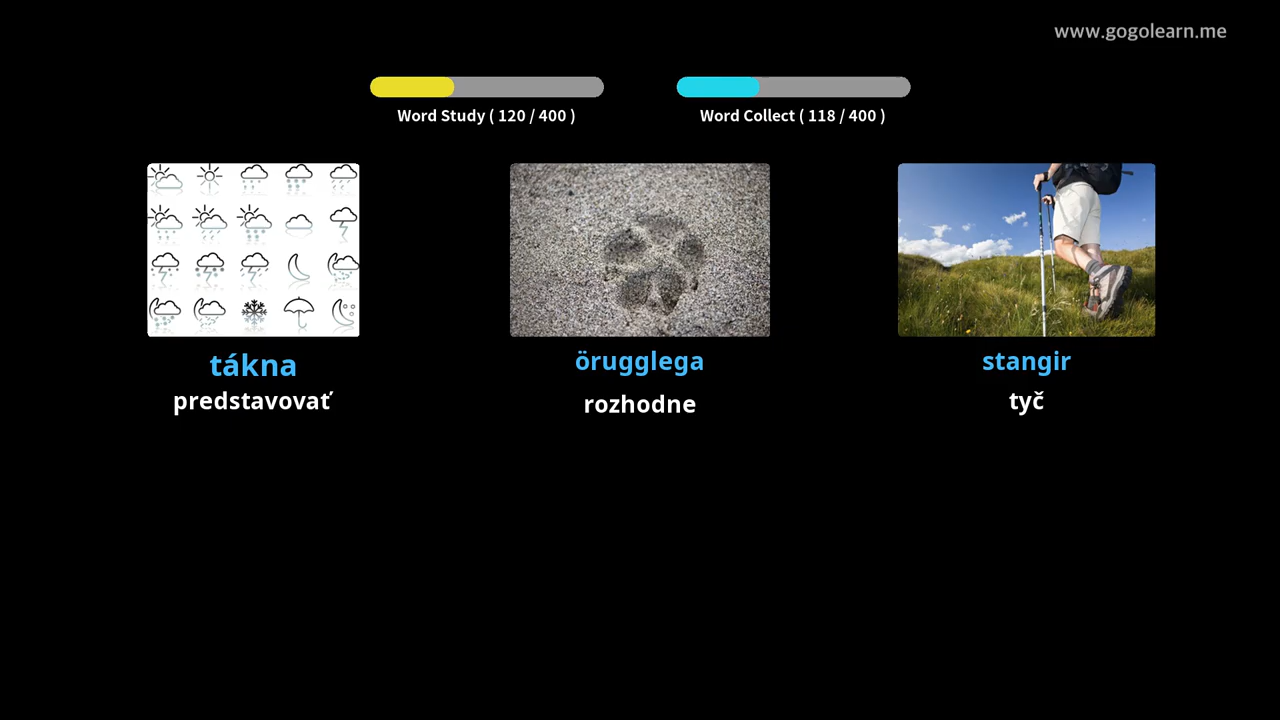 www.gogolearn.me
Word Study ( 120 / 400 )
Word Collect ( 118 / 400 )
tákna
predstavovať
örugglega
rozhodne
stangir
tyč